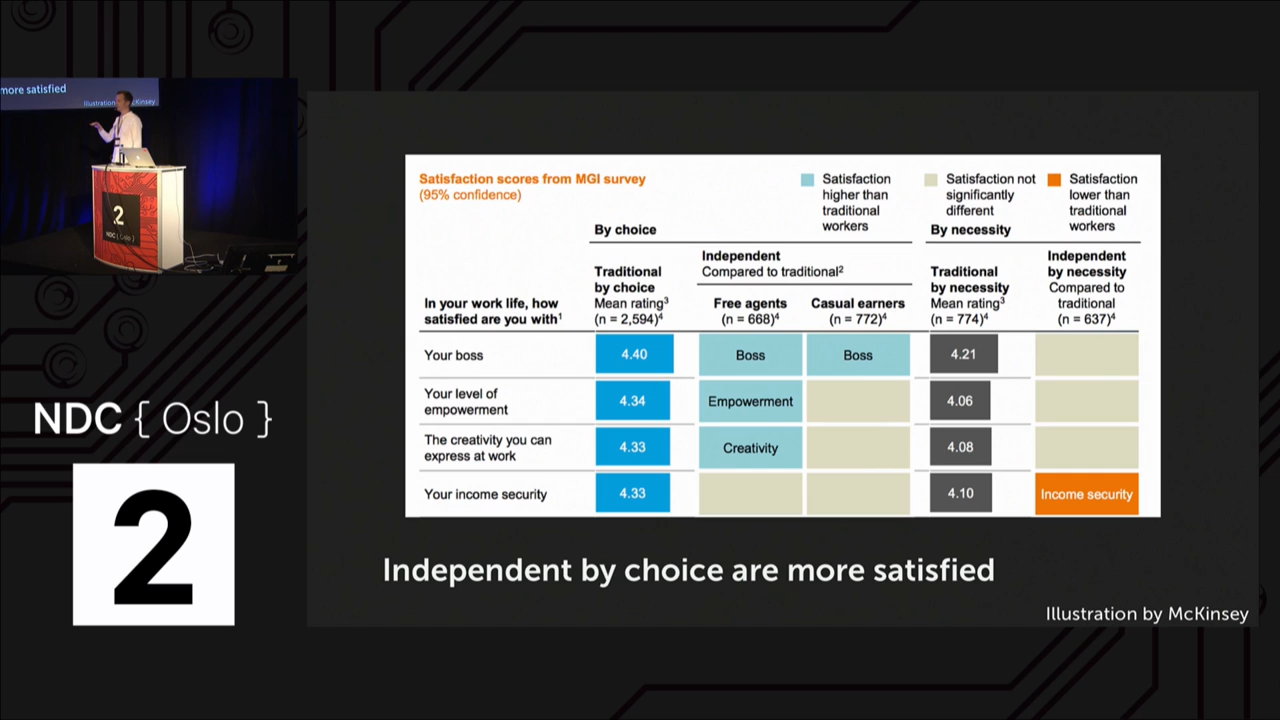 more satisfied
Illustration
McKinsey
2
NDC { Oslo }
NDC { Oslo }
2
Satisfaction scores from MGI survey
(95% confidence)
Satisfaction
higher than
traditional
workers
Satisfaction not
significantly
different
Satisfaction
lower than
traditional
workers
By choice
By necessity
In your work life, how
satisfied are you with1
Traditional
by choice
Mean rating3
(n = 2,594)4
Independent
Compared to traditional2
Free agents
(n = 668)4
Casual earners
(n = 772)4
Traditional
by necessity
Mean rating3
(n = 774)4
Independent
by necessity
Compared to
traditional
(n = 637)4
Your boss
4.40
Boss
Boss
4.21
Your level of
empowerment
4.34
Empowerment
4.06
The creativity you can
express at work
4.33
Creativity
4.08
Your income security
4.33
4.10
Income security
Independent by choice are more satisfied
Illustration by McKinsey